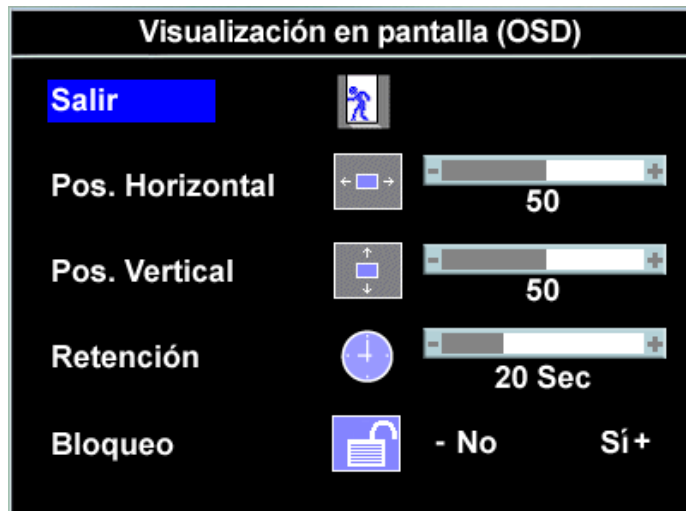 Visualización en pantalla (OSD)
Salir
Pos. Horizontal - +
50
Pos. Vertical - +
50
Retención - +
20 Sec
Bloqueo - No Sí+